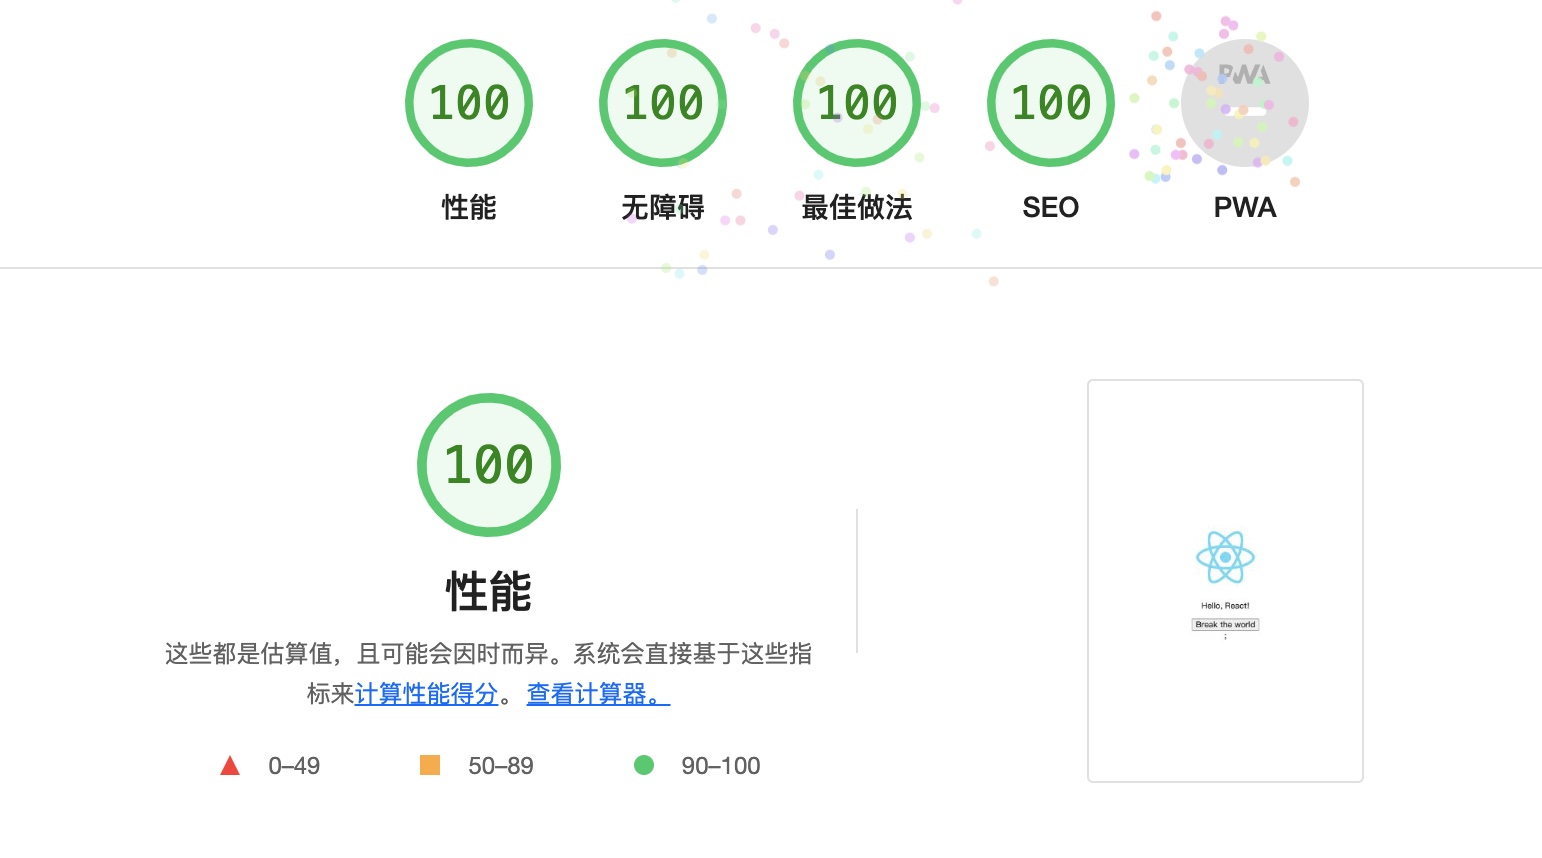 100
100
100
100
PWA
性能
无障碍
最佳做法
SEO
PWA
100
性能
这些都是估算值，且可能会因时而异。系统会直接基于这些指
标来计算性能得分。 查看计算器。
0–49
50–89
90–100
Hello, React!
Break the world
;